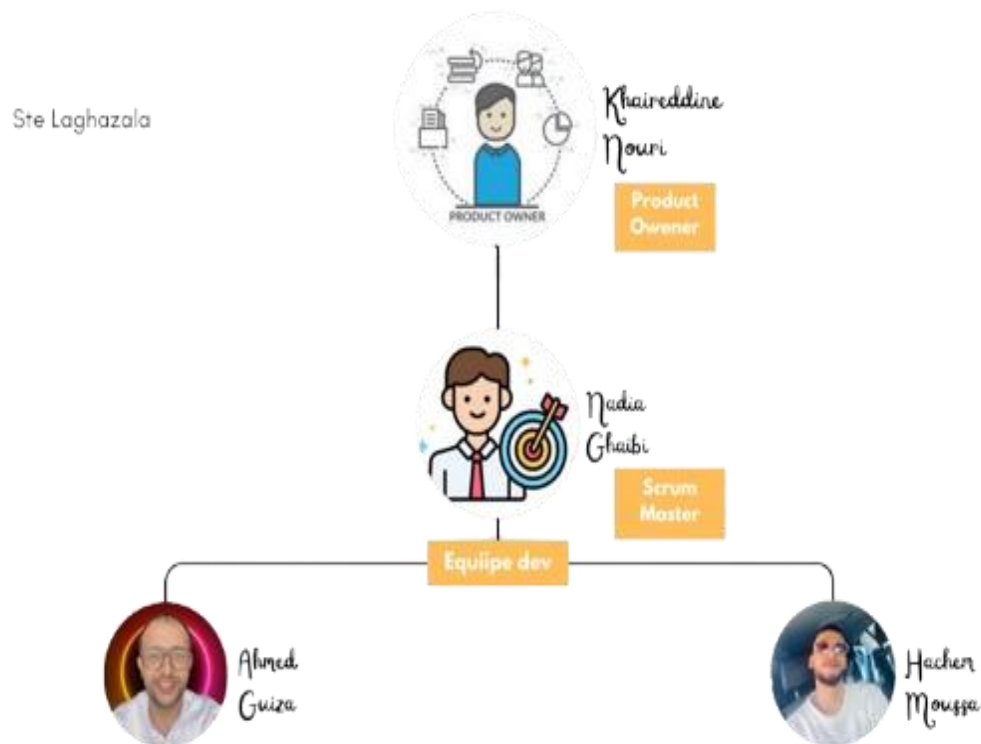 Ste Laghazala
Khaireddine
Nouri
PRODUCT OWNER
Product
Owener
Nadia
Ghaibi
Scrum
Master
Equiipe dev
Ahmed
Guiza
Hachem
Moussa